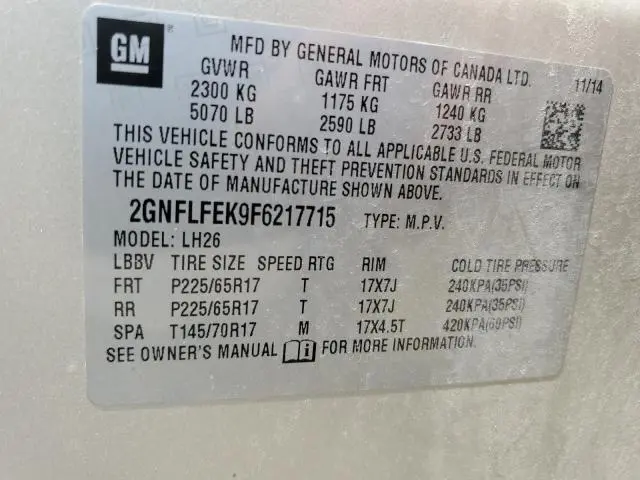 GM
MFD BY GENERAL MOTORS OF CANADA LTD.
GVWR GAWR FRT GAWR RR 11/14
2300 KG 1175 KG 1240 KG
5070 LB 2590 LB 2733 LB
THIS VEHICLE CONFORMS TO ALL APPLICABLE U.S. FEDERAL MOTOR
VEHICLE SAFETY AND THEFT PREVENTION STANDARDS IN EFFECT ON
THE DATE OF MANUFACTURE SHOWN ABOVE.
2GNFLFEK9F6217715 TYPE: M.P.V.
MODEL: LH26
LBBV TIRE SIZE SPEED RTG RIM COLD TIRE PRESSURE
FRT P225/65R17 T 17X7J 240KPA(35PSI)
RR P225/65R17 T 17X7J 240KPA(35PSI)
SPA T145/70R17 M 17X4.5T 420KPA(60PSI)
SEE OWNER'S MANUAL FOR MORE INFORMATION.